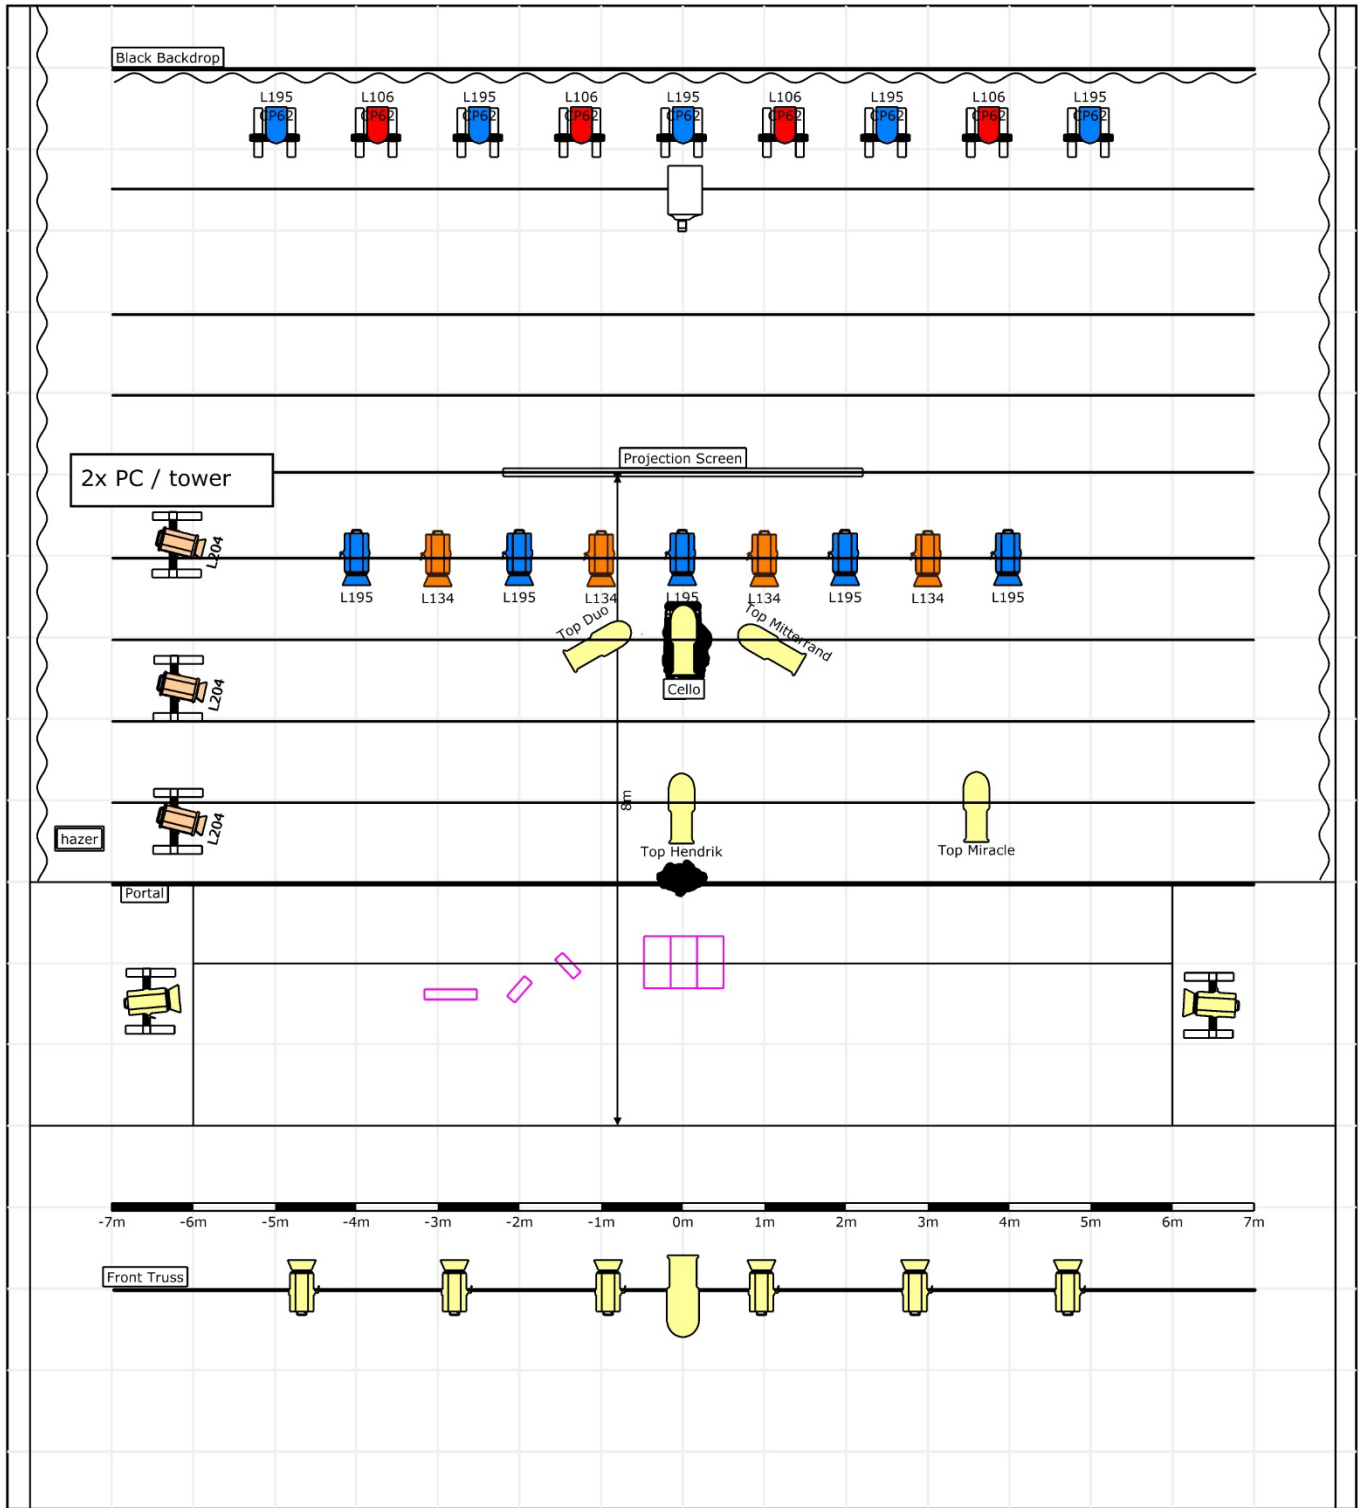 Black Backdrop
L195 L106 L195 L106 L195 L106 L195 L106 L195
CP62 CP62 CP62 CP62 CP62 CP62 CP62 CP62 CP62
Projection Screen
2x PC / tower
L204
L195 L134 L195 L134 L195 L134 L195 L134 L195
Top Duo
Top Mitterrand
L204
Cello
8m
L204
hazer
Top Hendrik
Top Miracle
Portal
-7m -6m -5m -4m -3m -2m -1m 0m 1m 2m 3m 4m 5m 6m 7m
Front Truss